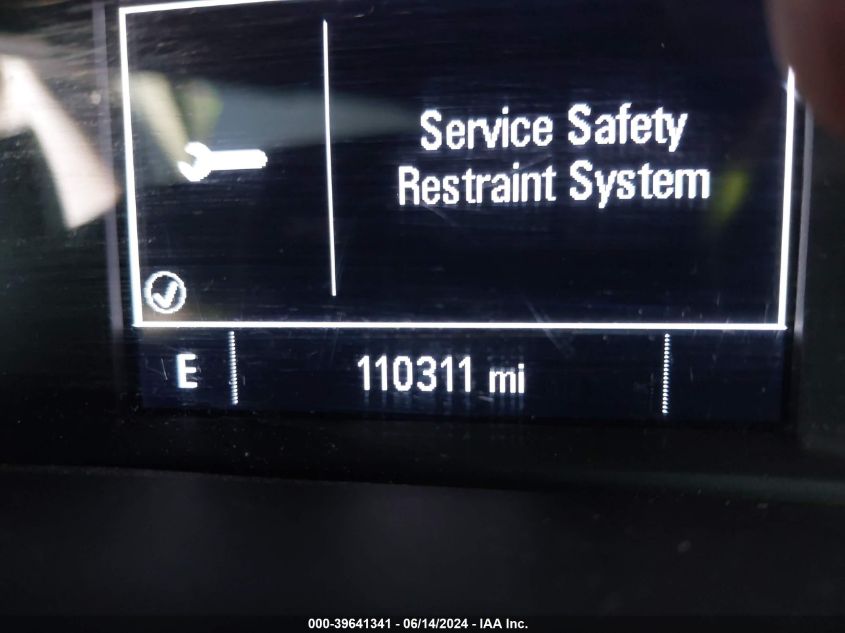 Service Safety
Restraint System
E 110311 mi
000-39641341 - 06/14/2024 - IAA Inc.